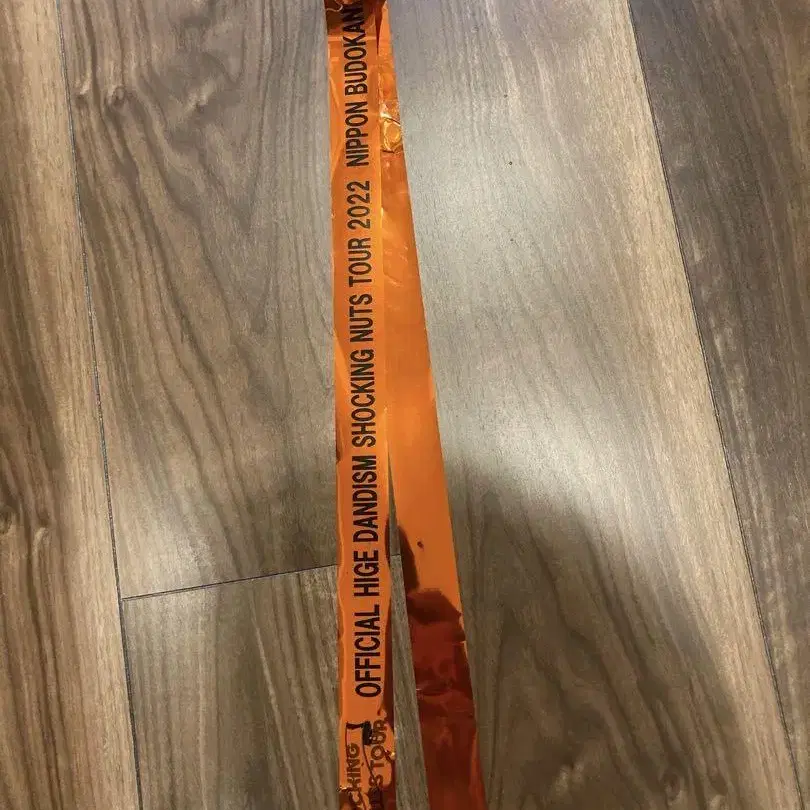 OFFICIAL HIGE DANDISM SHOCKING NUTS TOUR 2022 NIPPON BUDOKAN